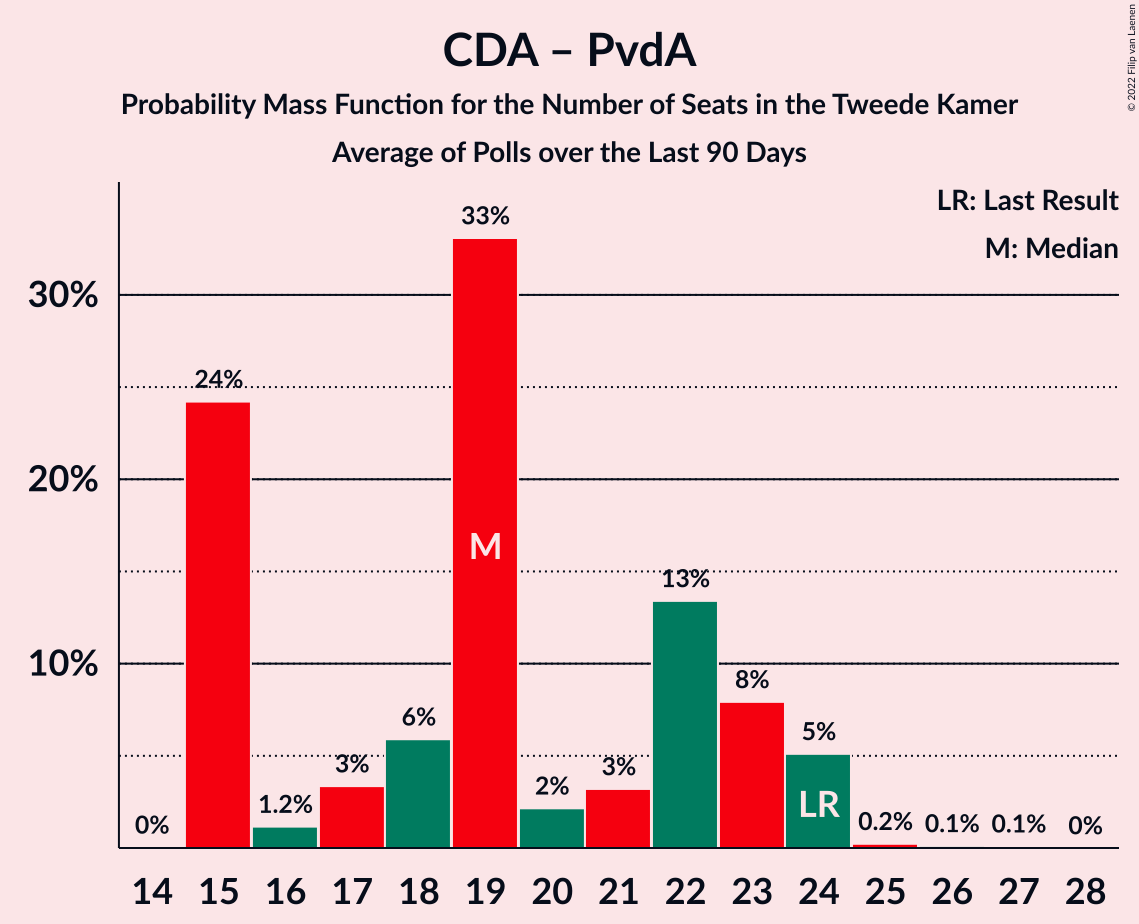 CDA – PvdA
Probability Mass Function for the Number of Seats in the Tweede Kamer
Average of Polls over the Last 90 Days
© 2022 Filip van Laenen
LR: Last Result
M: Median
30%
20%
10%
0%
24%
1.2%
3%
6%
33%
M
2%
3%
13%
8%
5%
LR
0.2%
0.1%
0.1%
0%
14 15 16 17 18 19 20 21 22 23 24 25 26 27 28